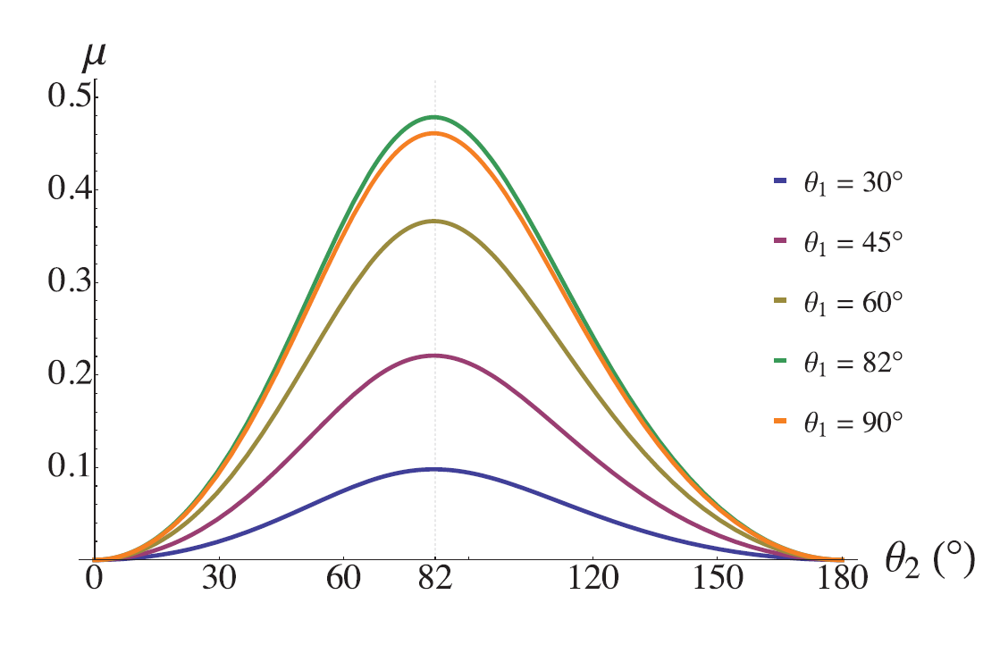 μ
0.5
0.4
0.3
0.2
0.1
0 30 60 82 120 150 180
θ₂ (°)
θ₁ = 30°
θ₁ = 45°
θ₁ = 60°
θ₁ = 82°
θ₁ = 90°